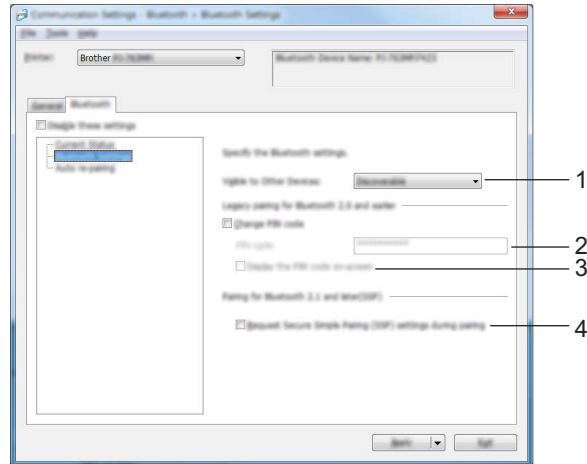 Communication Settings - Bluetooth > Bluetooth Settings
File Tools Help
Printer: Brother
General Bluetooth
Disable these settings
Current Status
Bluetooth Settings
Auto re-pairing
Specify the Bluetooth settings.
Visible to Other Devices: Discoverable
1
Legacy pairing for Bluetooth 2.0 and earlier
Change PIN code
PIN code:
2
Display the PIN code on-screen
3
Pairing for Bluetooth 2.1 and later(SSP)
Request Secure Simple Pairing (SSP) settings during pairing
4
Apply Exit